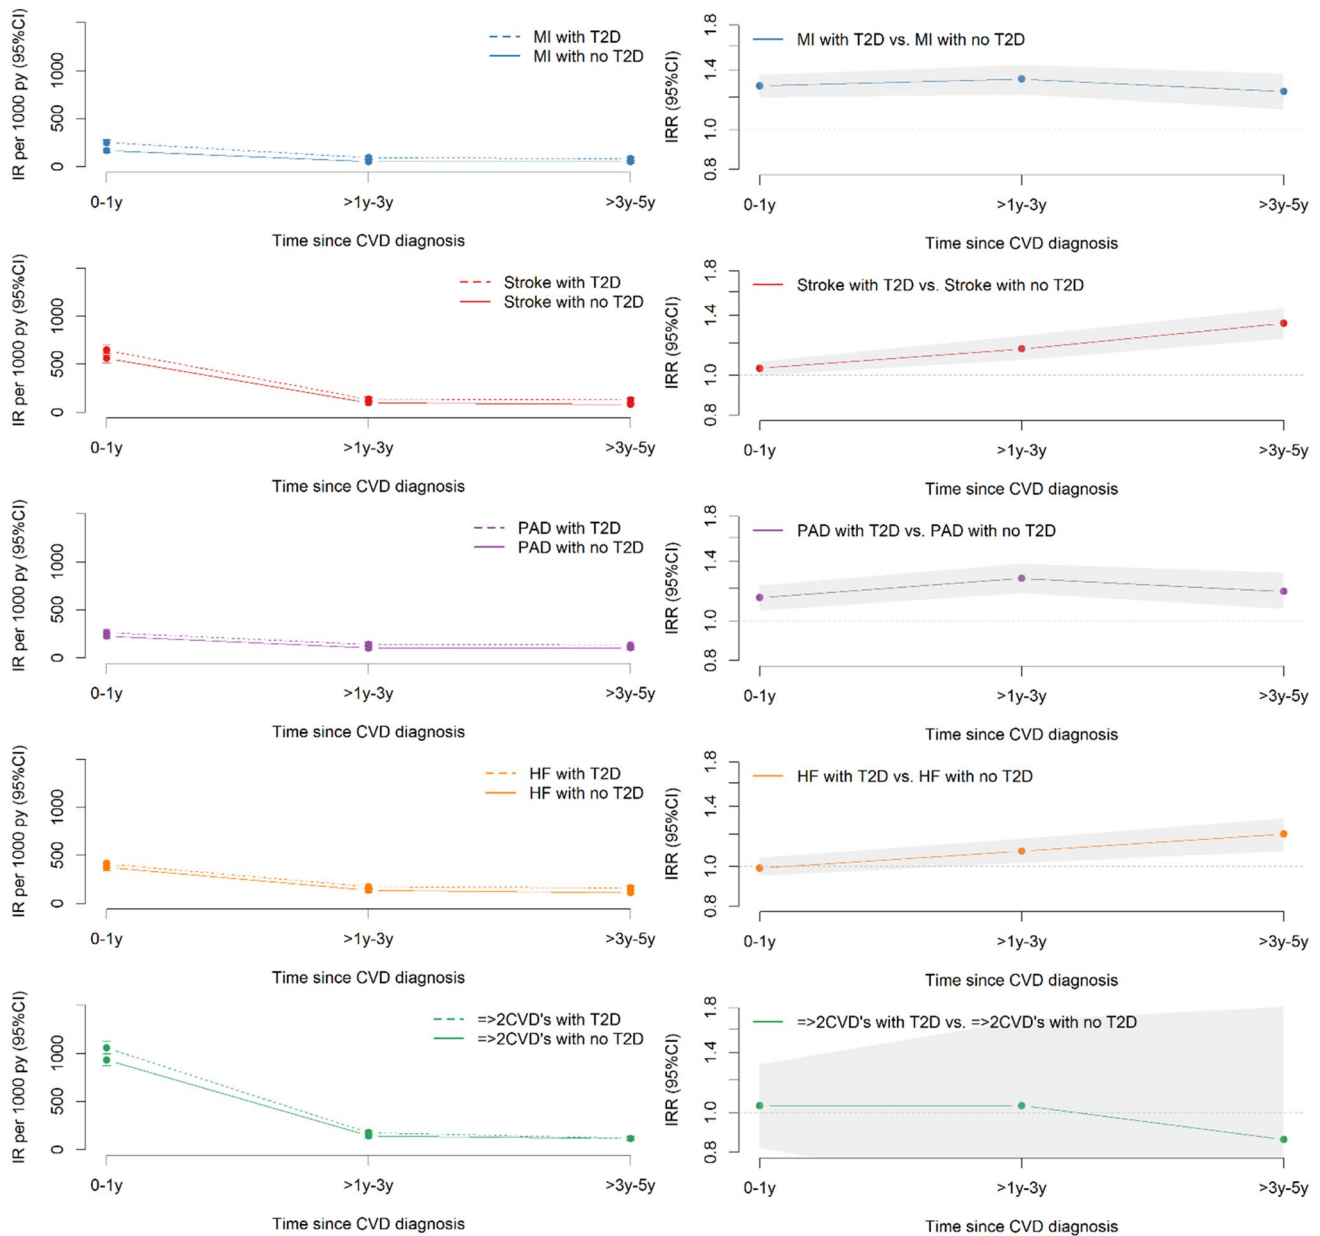 IR per 1000 py (95%CI)
0
500
1000
MI with T2D
MI with no T2D
0-1y
>1y-3y
>3y-5y
Time since CVD diagnosis
IRR (95%CI)
0.8
1.0
1.4
1.8
MI with T2D vs. MI with no T2D
0-1y
>1y-3y
>3y-5y
Time since CVD diagnosis
IR per 1000 py (95%CI)
0
500
1000
Stroke with T2D
Stroke with no T2D
0-1y
>1y-3y
>3y-5y
Time since CVD diagnosis
IRR (95%CI)
0.8
1.0
1.4
1.8
Stroke with T2D vs. Stroke with no T2D
0-1y
>1y-3y
>3y-5y
Time since CVD diagnosis
IR per 1000 py (95%CI)
0
500
1000
PAD with T2D
PAD with no T2D
0-1y
>1y-3y
>3y-5y
Time since CVD diagnosis
IRR (95%CI)
0.8
1.0
1.4
1.8
PAD with T2D vs. PAD with no T2D
0-1y
>1y-3y
>3y-5y
Time since CVD diagnosis
IR per 1000 py (95%CI)
0
500
1000
HF with T2D
HF with no T2D
0-1y
>1y-3y
>3y-5y
Time since CVD diagnosis
IRR (95%CI)
0.8
1.0
1.4
1.8
HF with T2D vs. HF with no T2D
0-1y
>1y-3y
>3y-5y
Time since CVD diagnosis
IR per 1000 py (95%CI)
0
500
1000
=>2CVD's with T2D
=>2CVD's with no T2D
0-1y
>1y-3y
>3y-5y
Time since CVD diagnosis
IRR (95%CI)
0.8
1.0
1.4
1.8
=>2CVD's with T2D vs. =>2CVD's with no T2D
0-1y
>1y-3y
>3y-5y
Time since CVD diagnosis